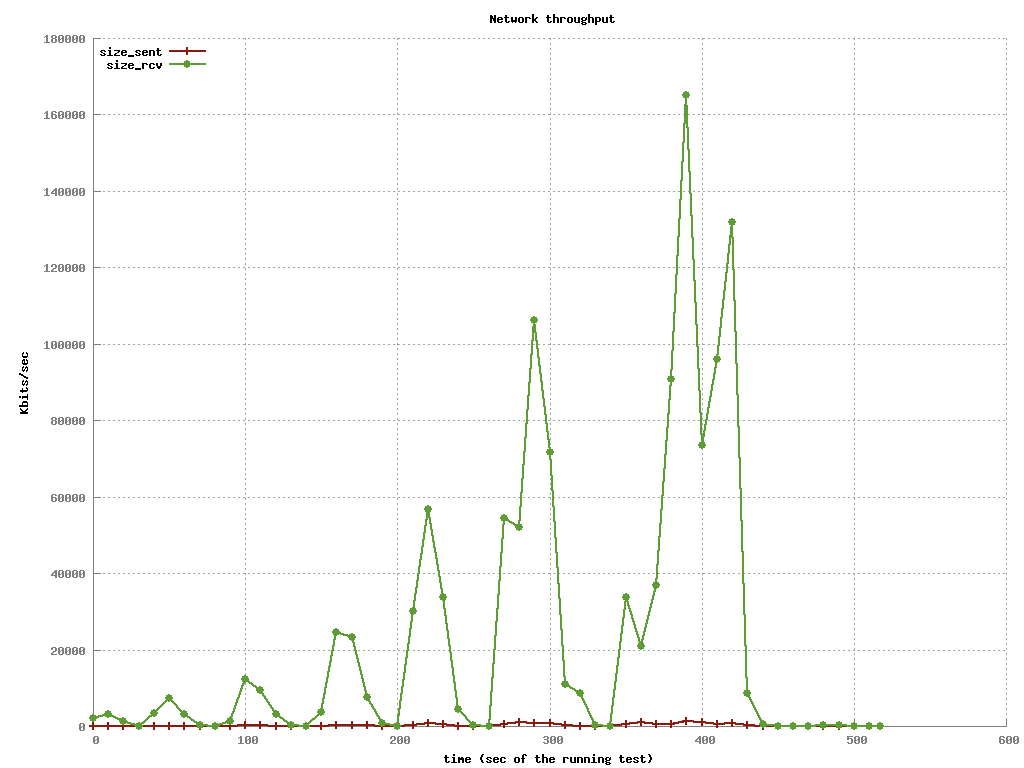 Network throughput
size_sent
size_rcv
180000
160000
140000
120000
100000
80000
60000
40000
20000
0
Kbits/sec
0 100 200 300 400 500 600
time (sec of the running test)